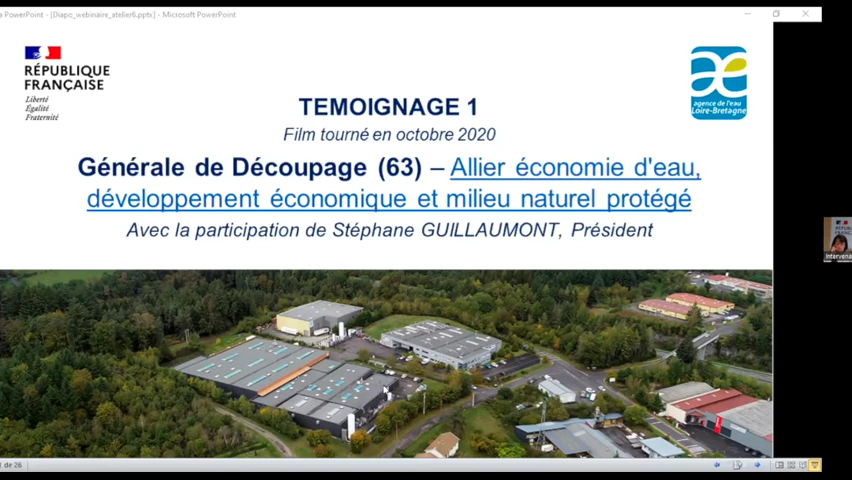 a PowerPoint - [Diapo_webinaire_atelier6.pptx] - Microsoft PowerPoint
RÉPUBLIQUE
FRANÇAISE
Liberté
Égalité
Fraternité
agence de l'eau
Loire-Bretagne
TEMOIGNAGE 1
Film tourné en octobre 2020
Générale de Découpage (63) – Allier économie d'eau,
développement économique et milieu naturel protégé
Avec la participation de Stéphane GUILLAUMONT, Président
Intervena
de 26